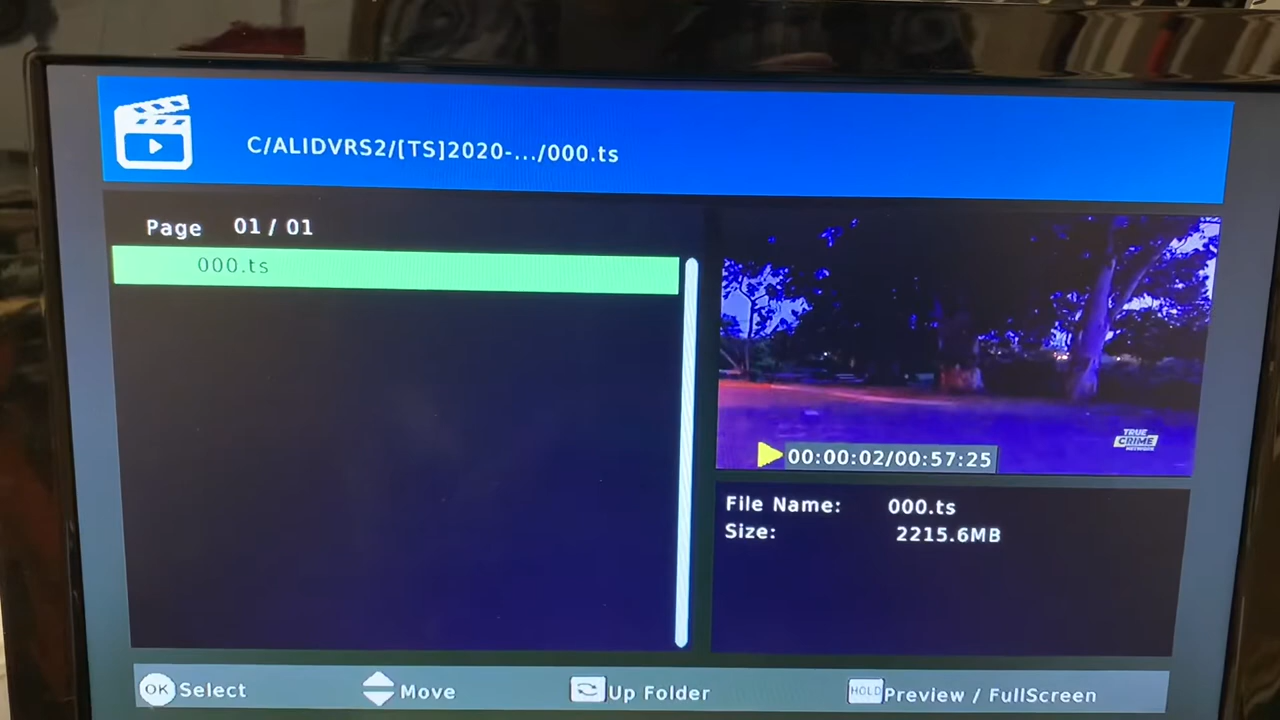 C/ALIDVRS2/[TS]2020-.../000.ts
Page 01 / 01
000.ts
TRUE
CRIME
NETWORK
00:00:02/00:57:25
File Name: 000.ts
Size: 2215.6MB
OK Select Move Up Folder HOLD Preview / FullScreen